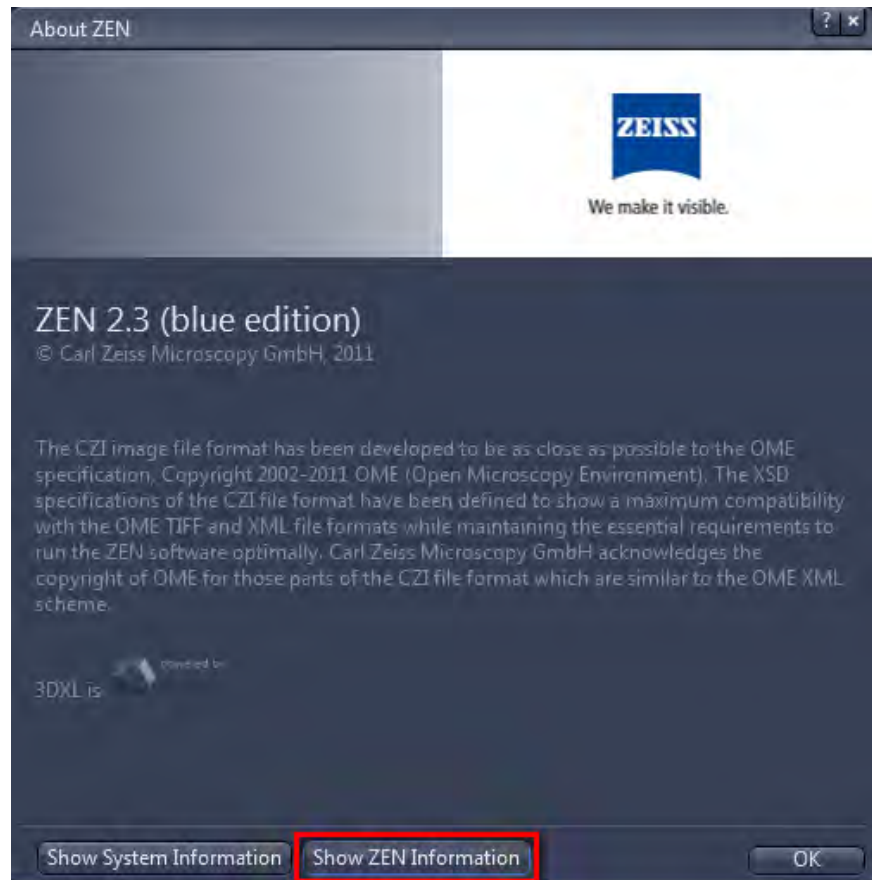 About ZEN
? ×
ZEISS
We make it visible.
ZEN 2.3 (blue edition)
© Carl Zeiss Microscopy GmbH, 2011
The CZI image file format has been developed to be as close as possible to the OME
specification, Copyright 2002-2011 OME (Open Microscopy Environment). The XSD
specifications of the CZI file format have been defined to show a maximum compatibility
with the OME TIFF and XML file formats while maintaining the essential requirements to
run the ZEN software optimally. Carl Zeiss Microscopy GmbH acknowledges the
copyright of OME for those parts of the CZI file format which are similar to the OME XML
scheme.
powered by
3DXL is
Show System Information Show ZEN Information OK